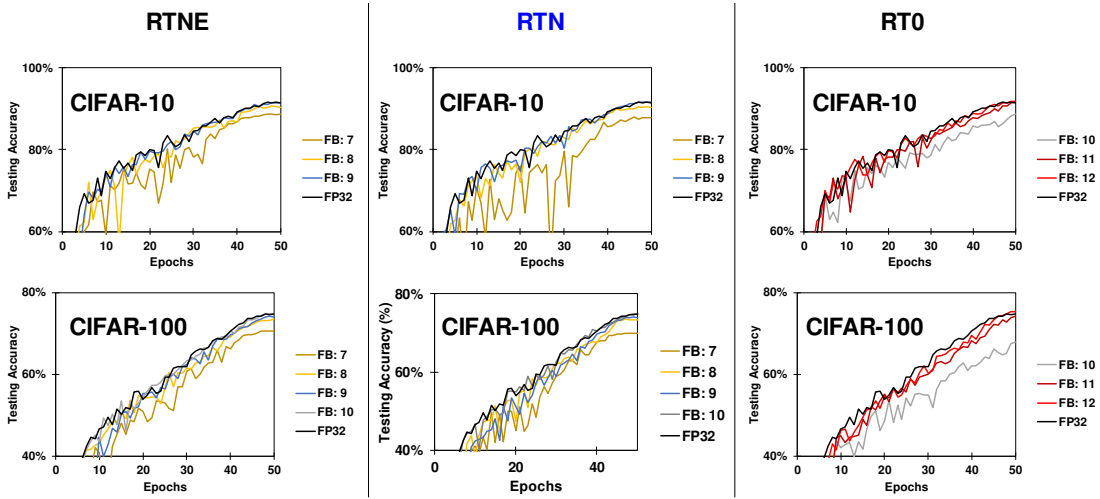 RTNE
RTN
RT0
100%
80%
60%
Testing Accuracy
CIFAR-10
0 10 20 30 40 50
Epochs
FB: 7
FB: 8
FB: 9
FP32
100%
80%
60%
Testing Accuracy
CIFAR-10
0 10 20 30 40 50
Epochs
FB: 7
FB: 8
FB: 9
FP32
100%
80%
60%
Testing Accuracy
CIFAR-10
0 10 20 30 40 50
Epochs
FB: 10
FB: 11
FB: 12
FP32
80%
60%
40%
Testing Accuracy
CIFAR-100
0 10 20 30 40 50
Epochs
FB: 7
FB: 8
FB: 9
FB: 10
FP32
80%
60%
40%
Testing Accuracy (%)
CIFAR-100
20 40
Epochs
FB: 7
FB: 8
FB: 9
FB: 10
FP32
80%
60%
40%
Testing Accuracy
CIFAR-100
0 10 20 30 40 50
Epochs
FB: 10
FB: 11
FB: 12
FP32